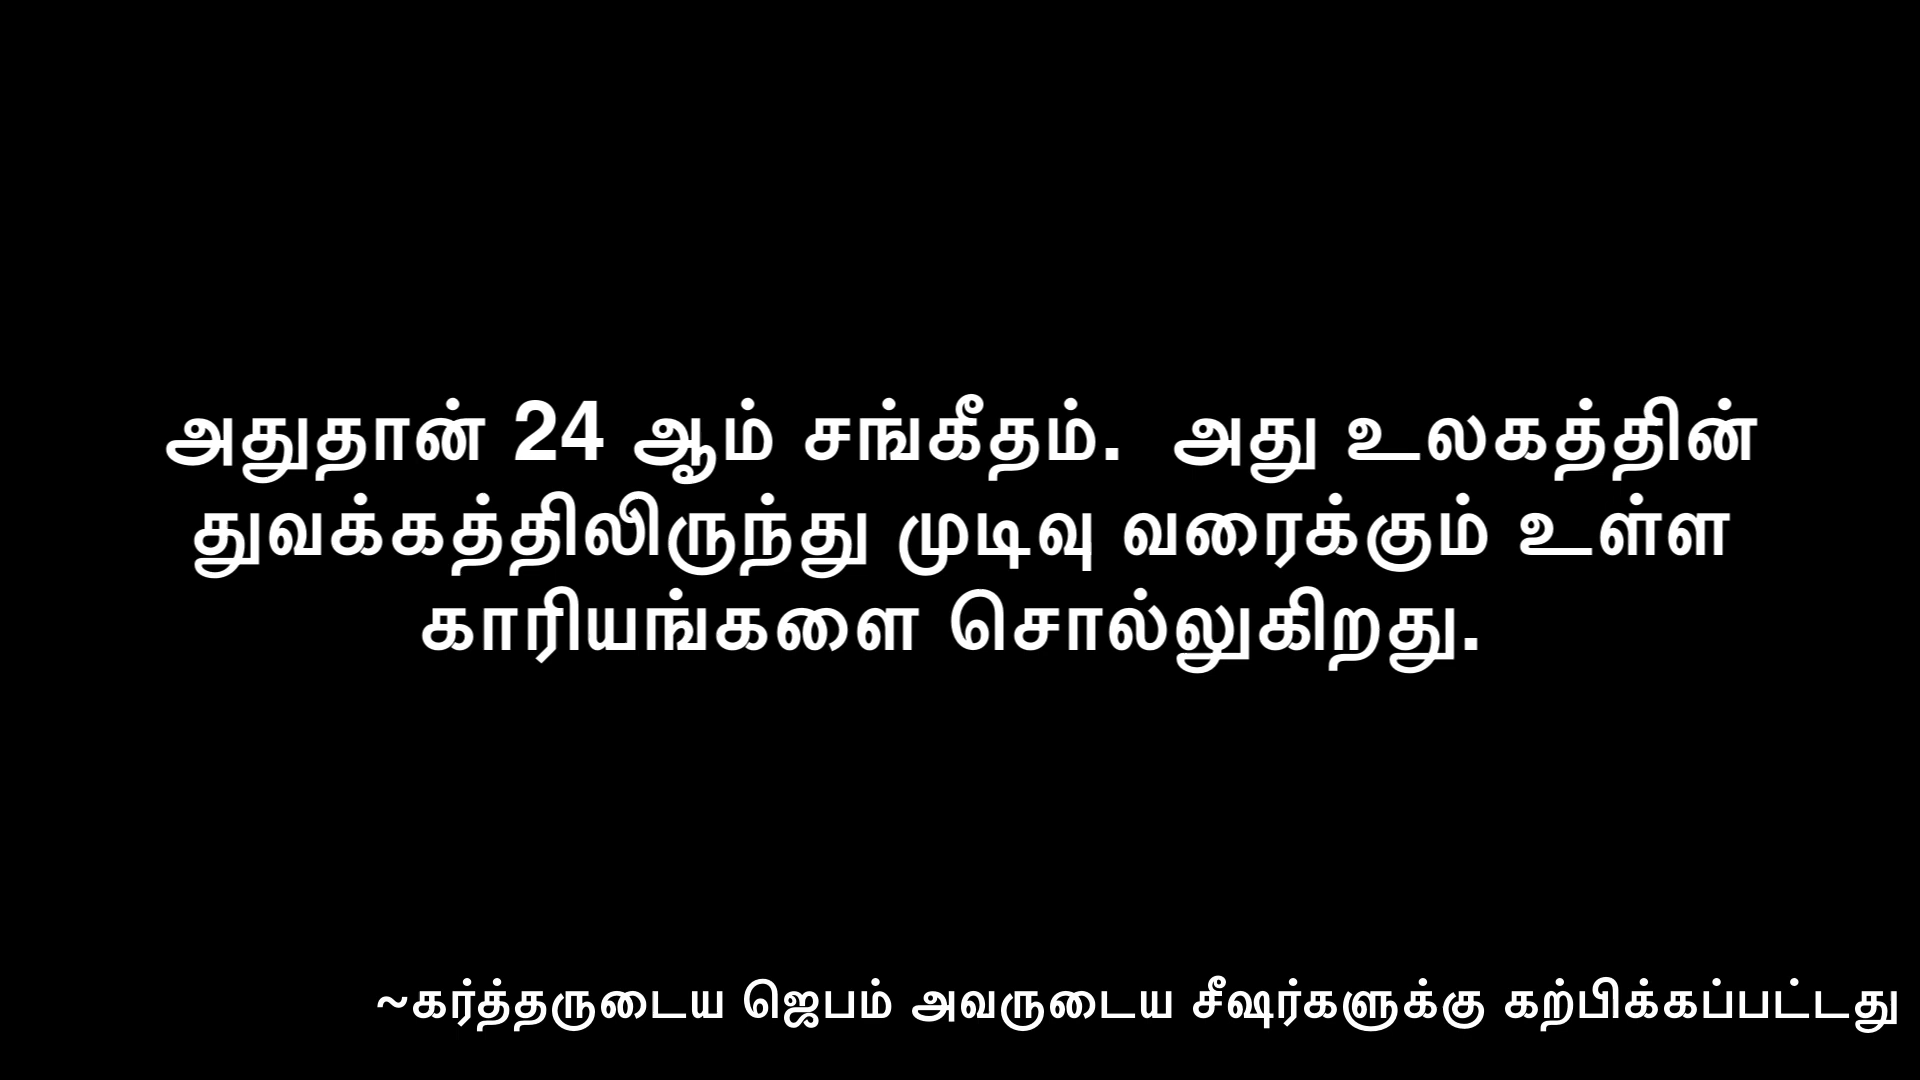 அதுதான் 24 ஆம் சங்கீதம்.  அது உலகத்தின்
துவக்கத்திலிருந்து முடிவு வரைக்கும் உள்ள
காரியங்களை சொல்லுகிறது.
~கர்த்தருடைய ஜெபம் அவருடைய சீஷர்களுக்கு கற்பிக்கப்பட்டது